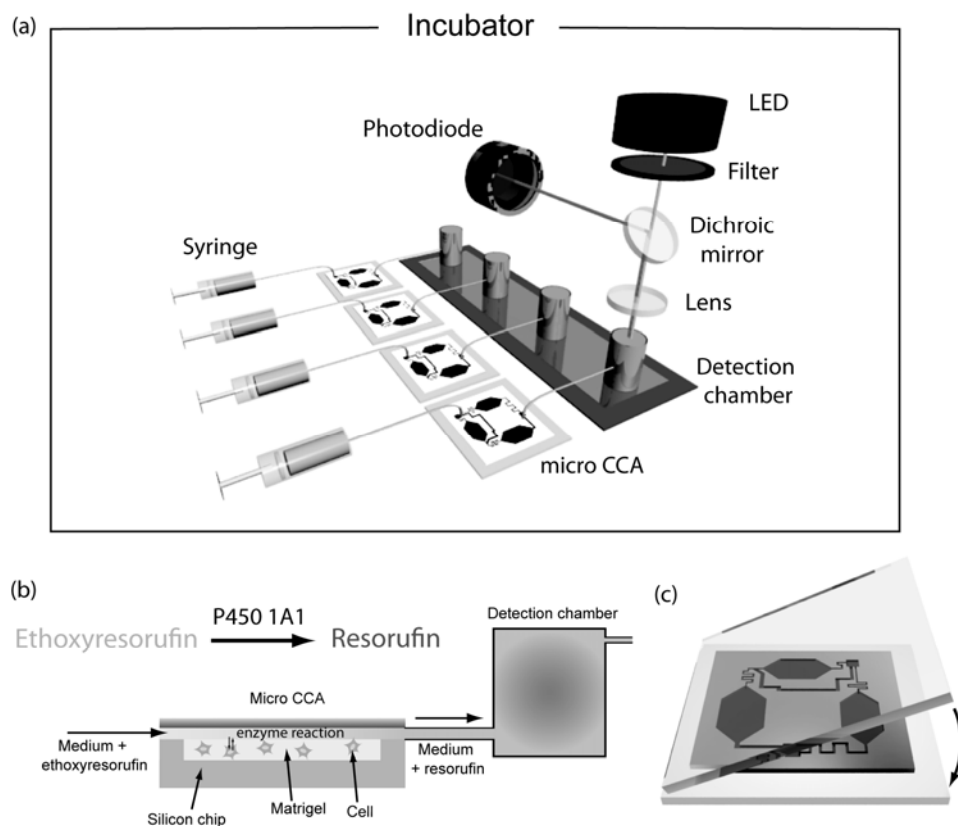 (a)
Incubator
LED
Photodiode
Filter
Syringe
Dichroic
mirror
Lens
Detection
chamber
micro CCA
(b)
P450 1A1
Ethoxyresorufin
Resorufin
Detection chamber
(c)
Micro CCA
enzyme reaction
Medium +
ethoxyresorufin
Medium
+ resorufin
Matrigel
Cell
Silicon chip